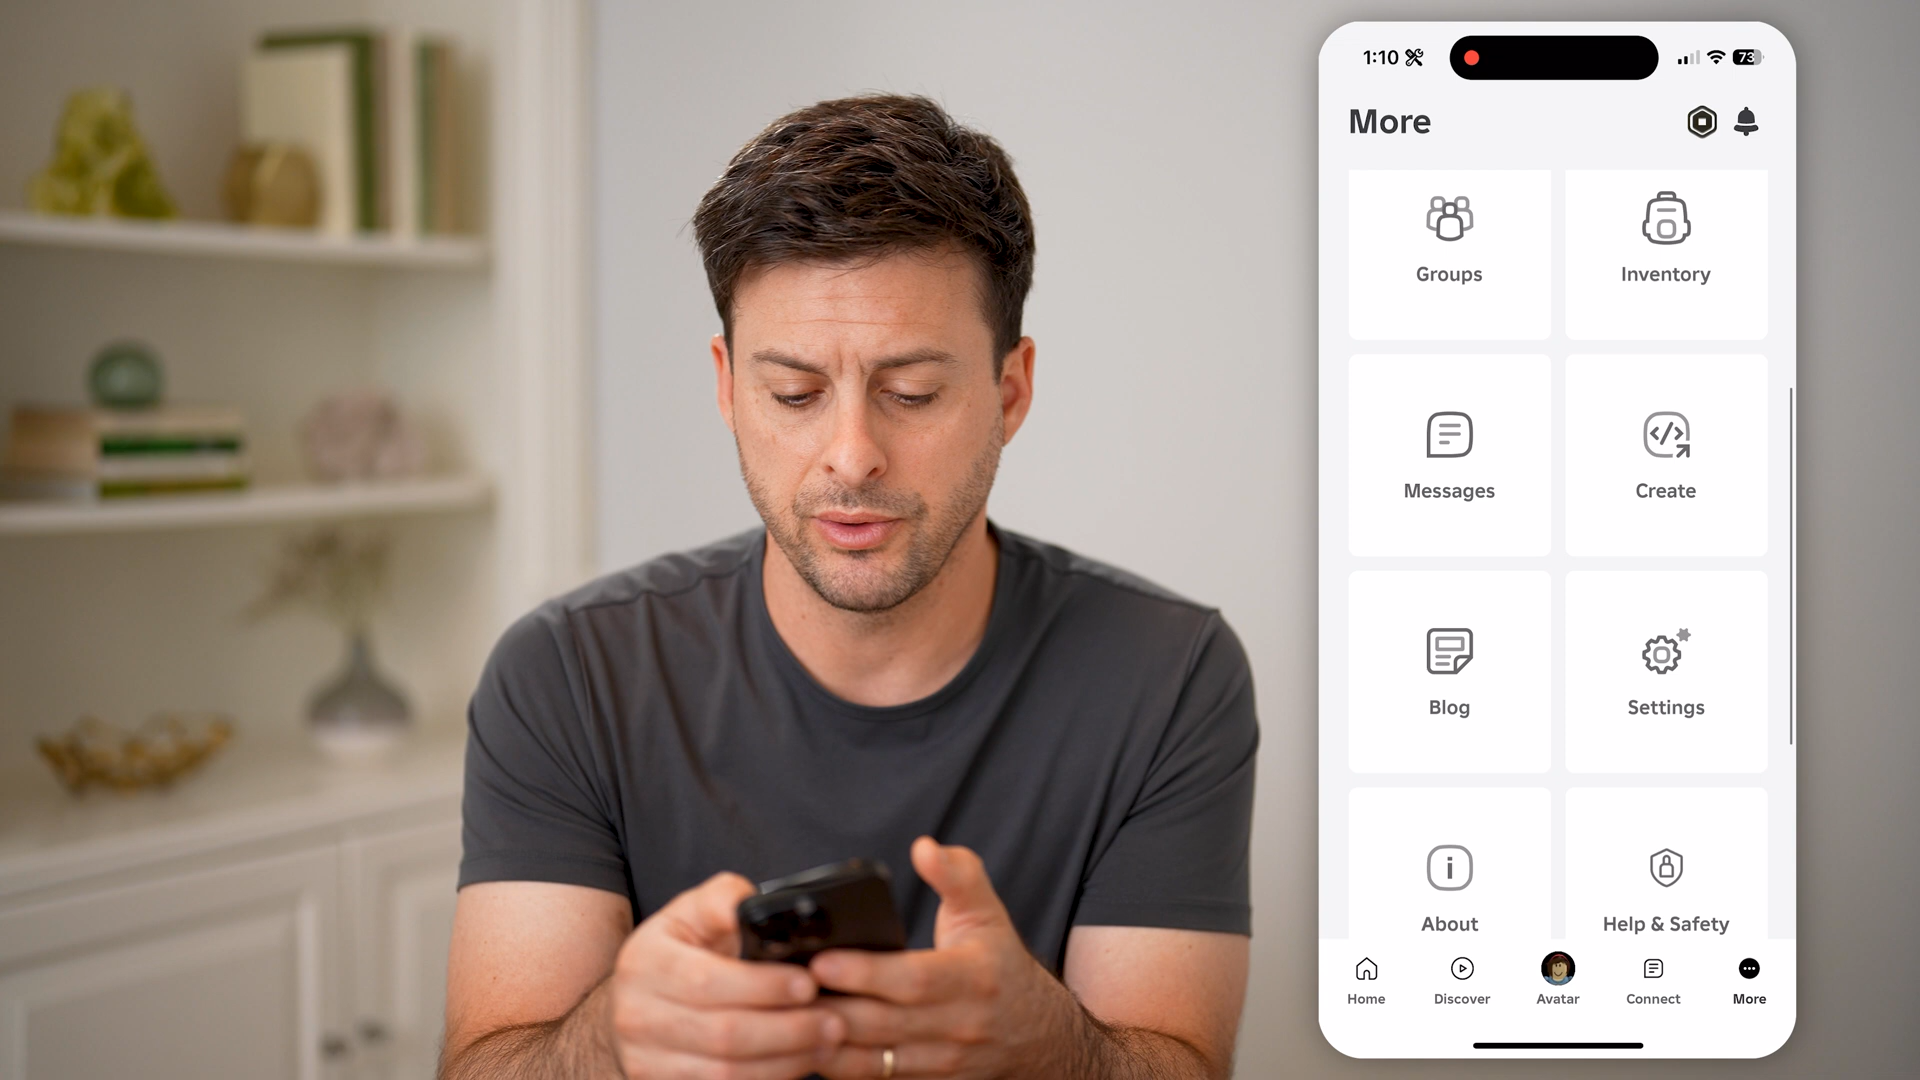 1:10
73
More
Groups
Inventory
Messages
Create
Blog
Settings
About
Help & Safety
Home
Discover
Avatar
Connect
More